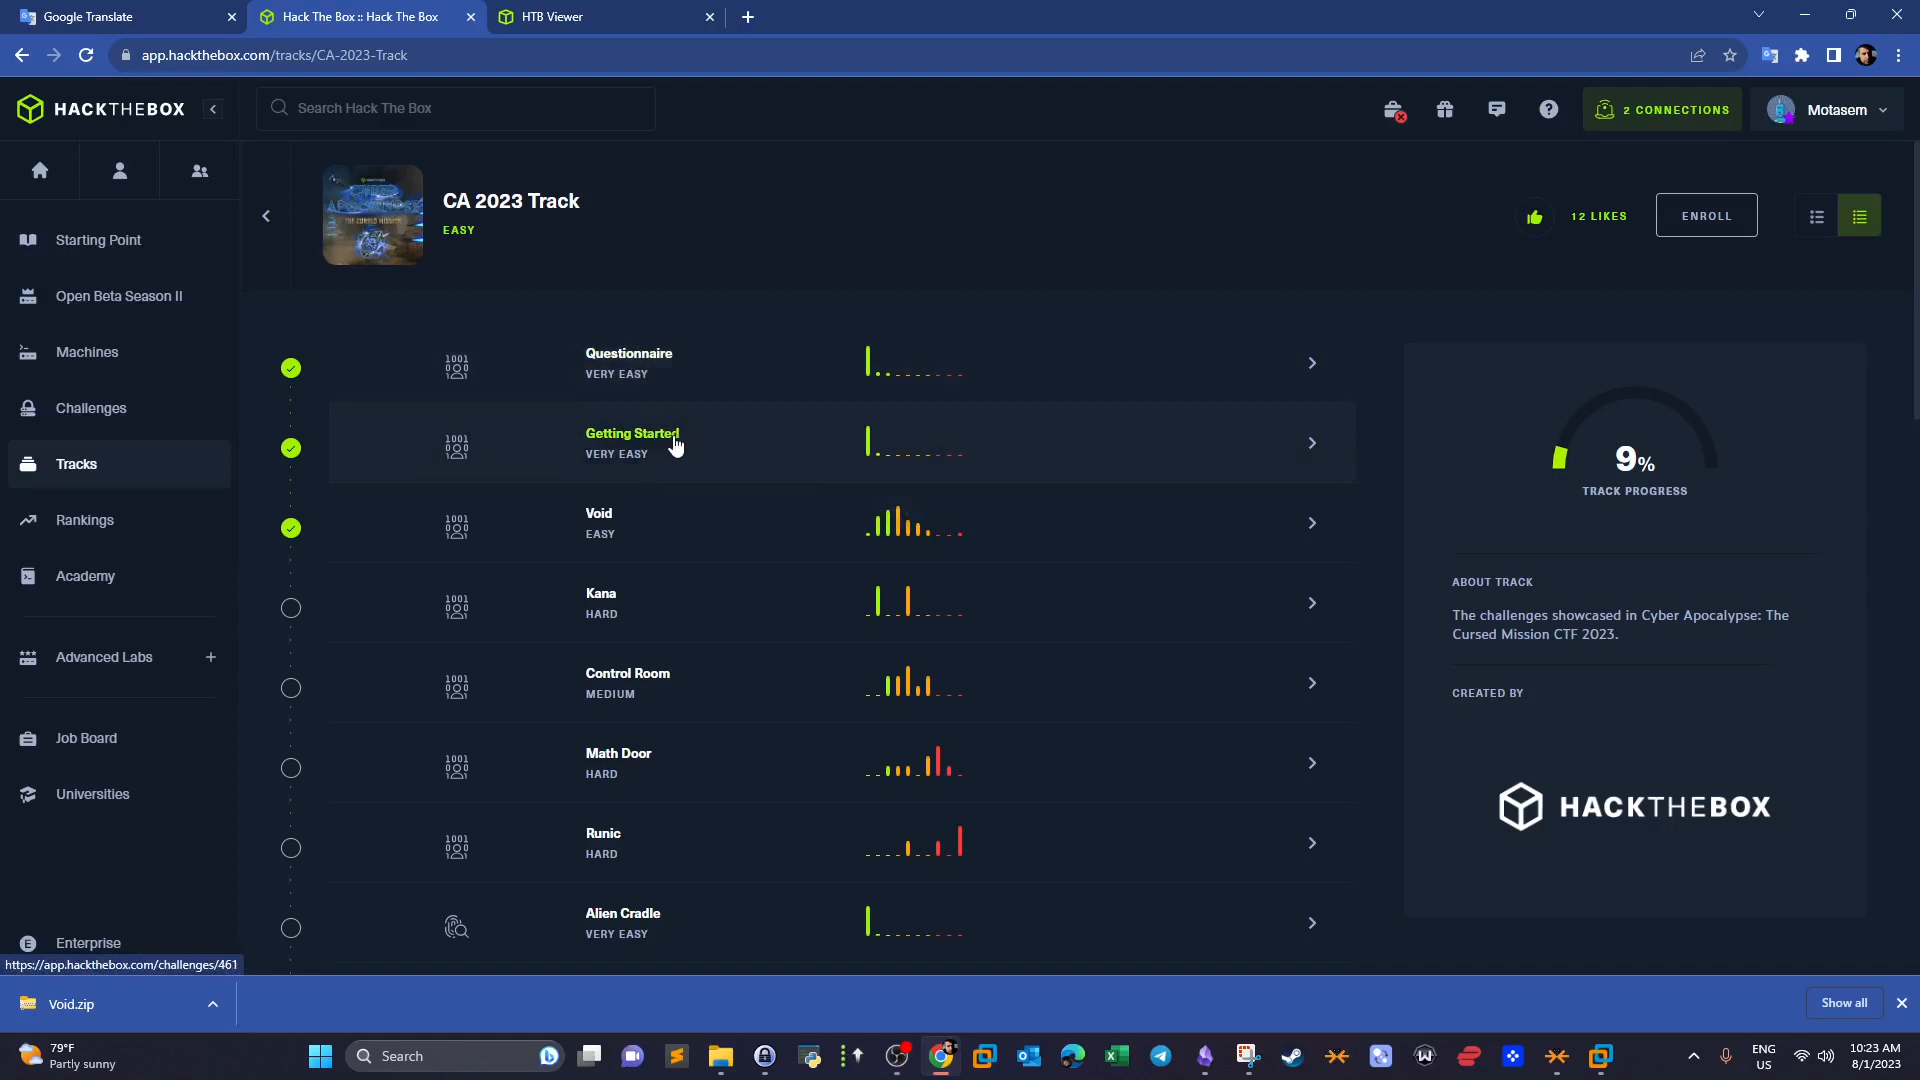 Google Translate
Hack The Box :: Hack The Box
HTB Viewer
app.hackthebox.com/tracks/CA-2023-Track
HACKTHEBOX
Search Hack The Box
2 CONNECTIONS
Motasem
CA 2023 Track
EASY
12 LIKES
ENROLL
Starting Point
Open Beta Season II
Machines
Challenges
Tracks
Rankings
Academy
Advanced Labs
Job Board
Universities
E Enterprise
Questionnaire
VERY EASY
Getting Started
VERY EASY
Void
EASY
Kana
HARD
Control Room
MEDIUM
Math Door
HARD
Runic
HARD
Alien Cradle
VERY EASY
9%
TRACK PROGRESS
ABOUT TRACK
The challenges showcased in Cyber Apocalypse: The
Cursed Mission CTF 2023.
CREATED BY
HACKTHEBOX
https://app.hackthebox.com/challenges/461
Void.zip
Show all
79°F
Partly sunny
Search
ENG
US
10:23 AM
8/1/2023